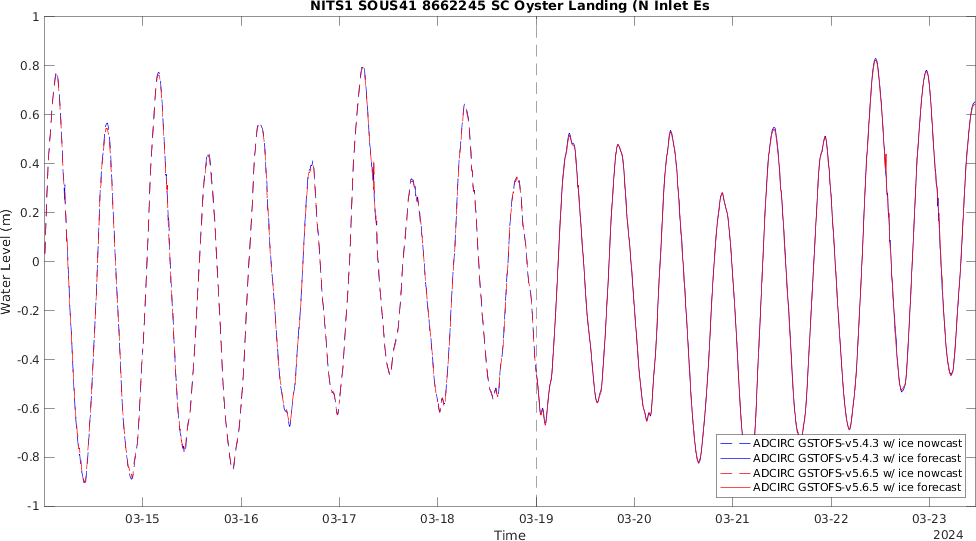 NITS1 SOUS41 8662245 SC Oyster Landing (N Inlet Es
1
0.8
0.6
0.4
0.2
0
-0.2
-0.4
-0.6
-0.8
-1
Water Level (m)
ADCIRC GSTOFS-v5.4.3 w/ ice nowcast
ADCIRC GSTOFS-v5.4.3 w/ ice forecast
ADCIRC GSTOFS-v5.6.5 w/ ice nowcast
ADCIRC GSTOFS-v5.6.5 w/ ice forecast
03-15 03-16 03-17 03-18 03-19 03-20 03-21 03-22 03-23
Time
2024